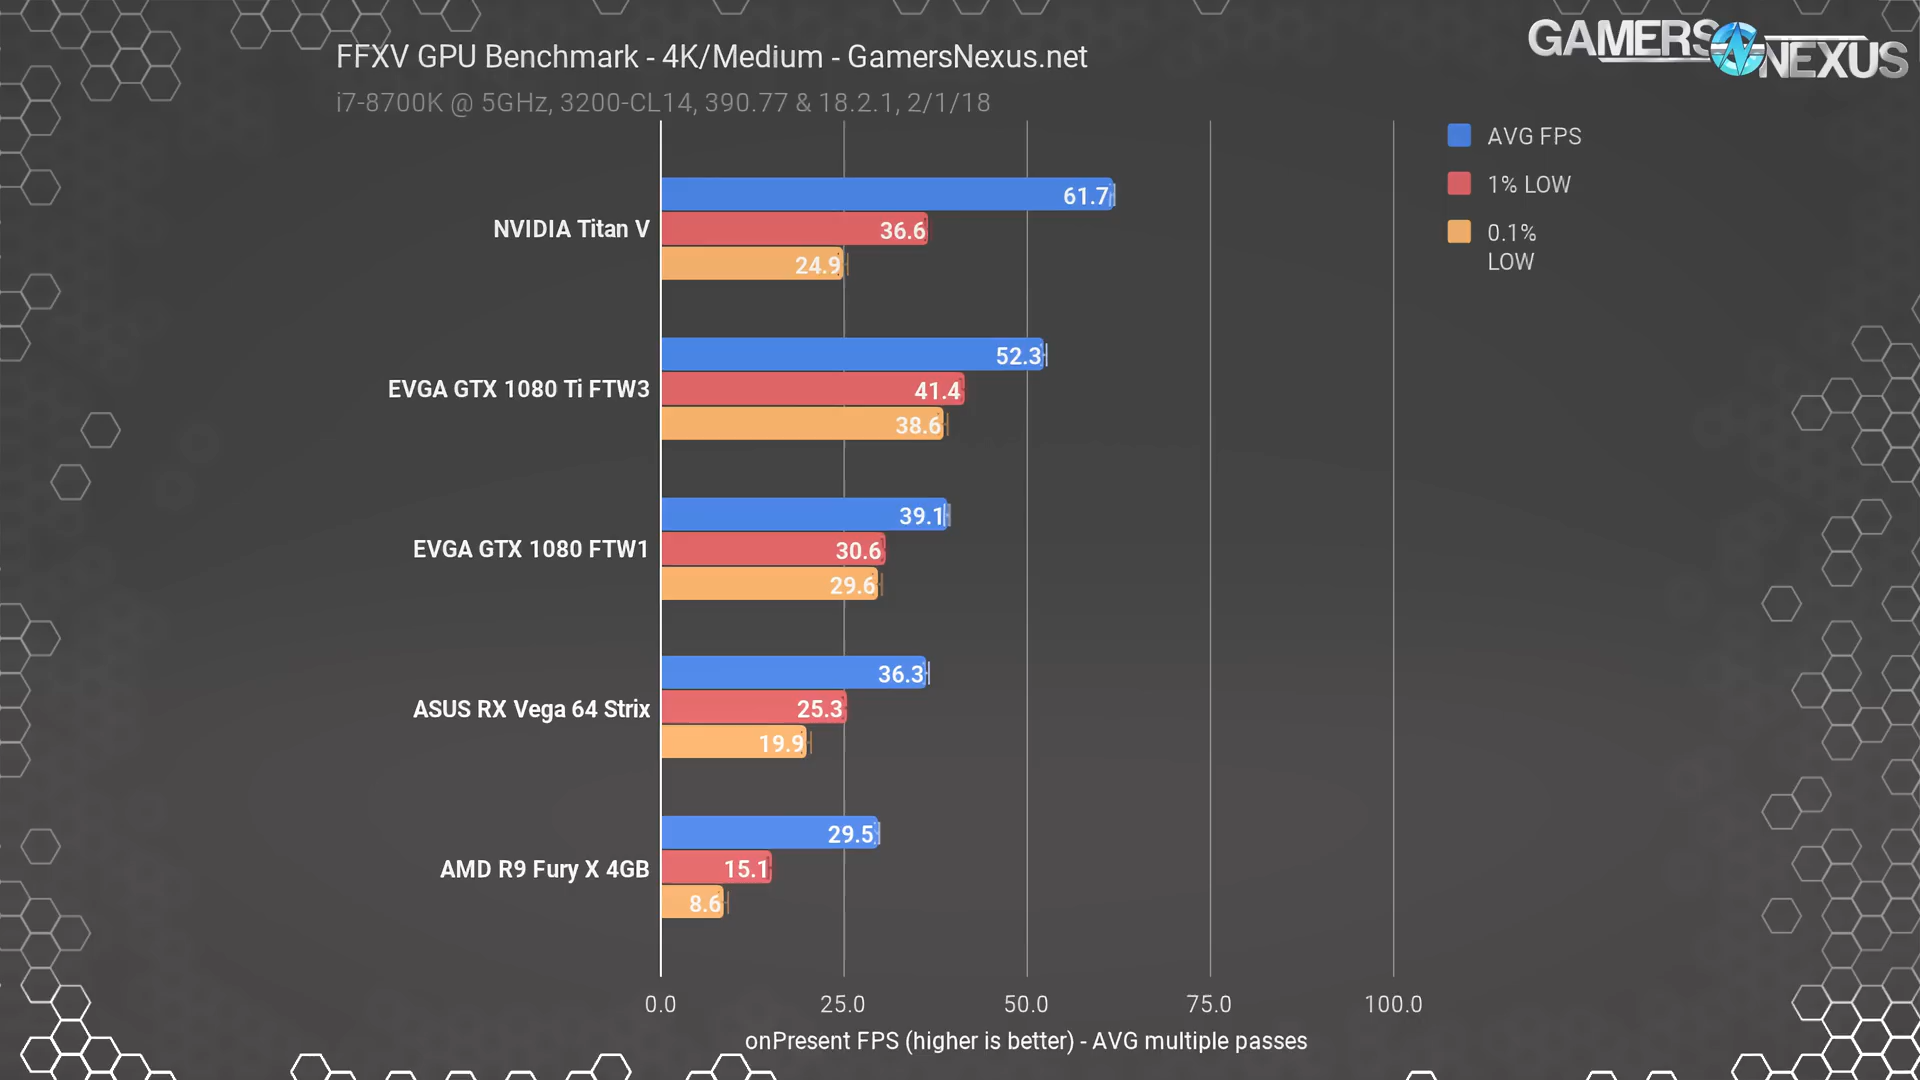 GAMERS NEXUS
FFXV GPU Benchmark - 4K/Medium - GamersNexus.net
i7-8700K @ 5GHz, 3200-CL14, 390.77 & 18.2.1, 2/1/18
AVG FPS
1% LOW
0.1%
LOW
NVIDIA Titan V
61.7
36.6
24.9
EVGA GTX 1080 Ti FTW3
52.3
41.4
38.6
EVGA GTX 1080 FTW1
39.1
30.6
29.6
ASUS RX Vega 64 Strix
36.3
25.3
19.9
AMD R9 Fury X 4GB
29.5
15.1
8.6
0.0 25.0 50.0 75.0 100.0
onPresent FPS (higher is better) - AVG multiple passes